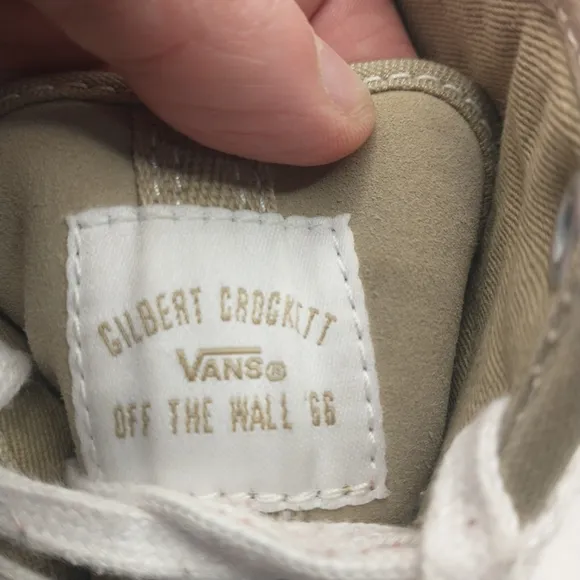 GILBERT CROCKETT
VANS®
OFF THE WALL '66